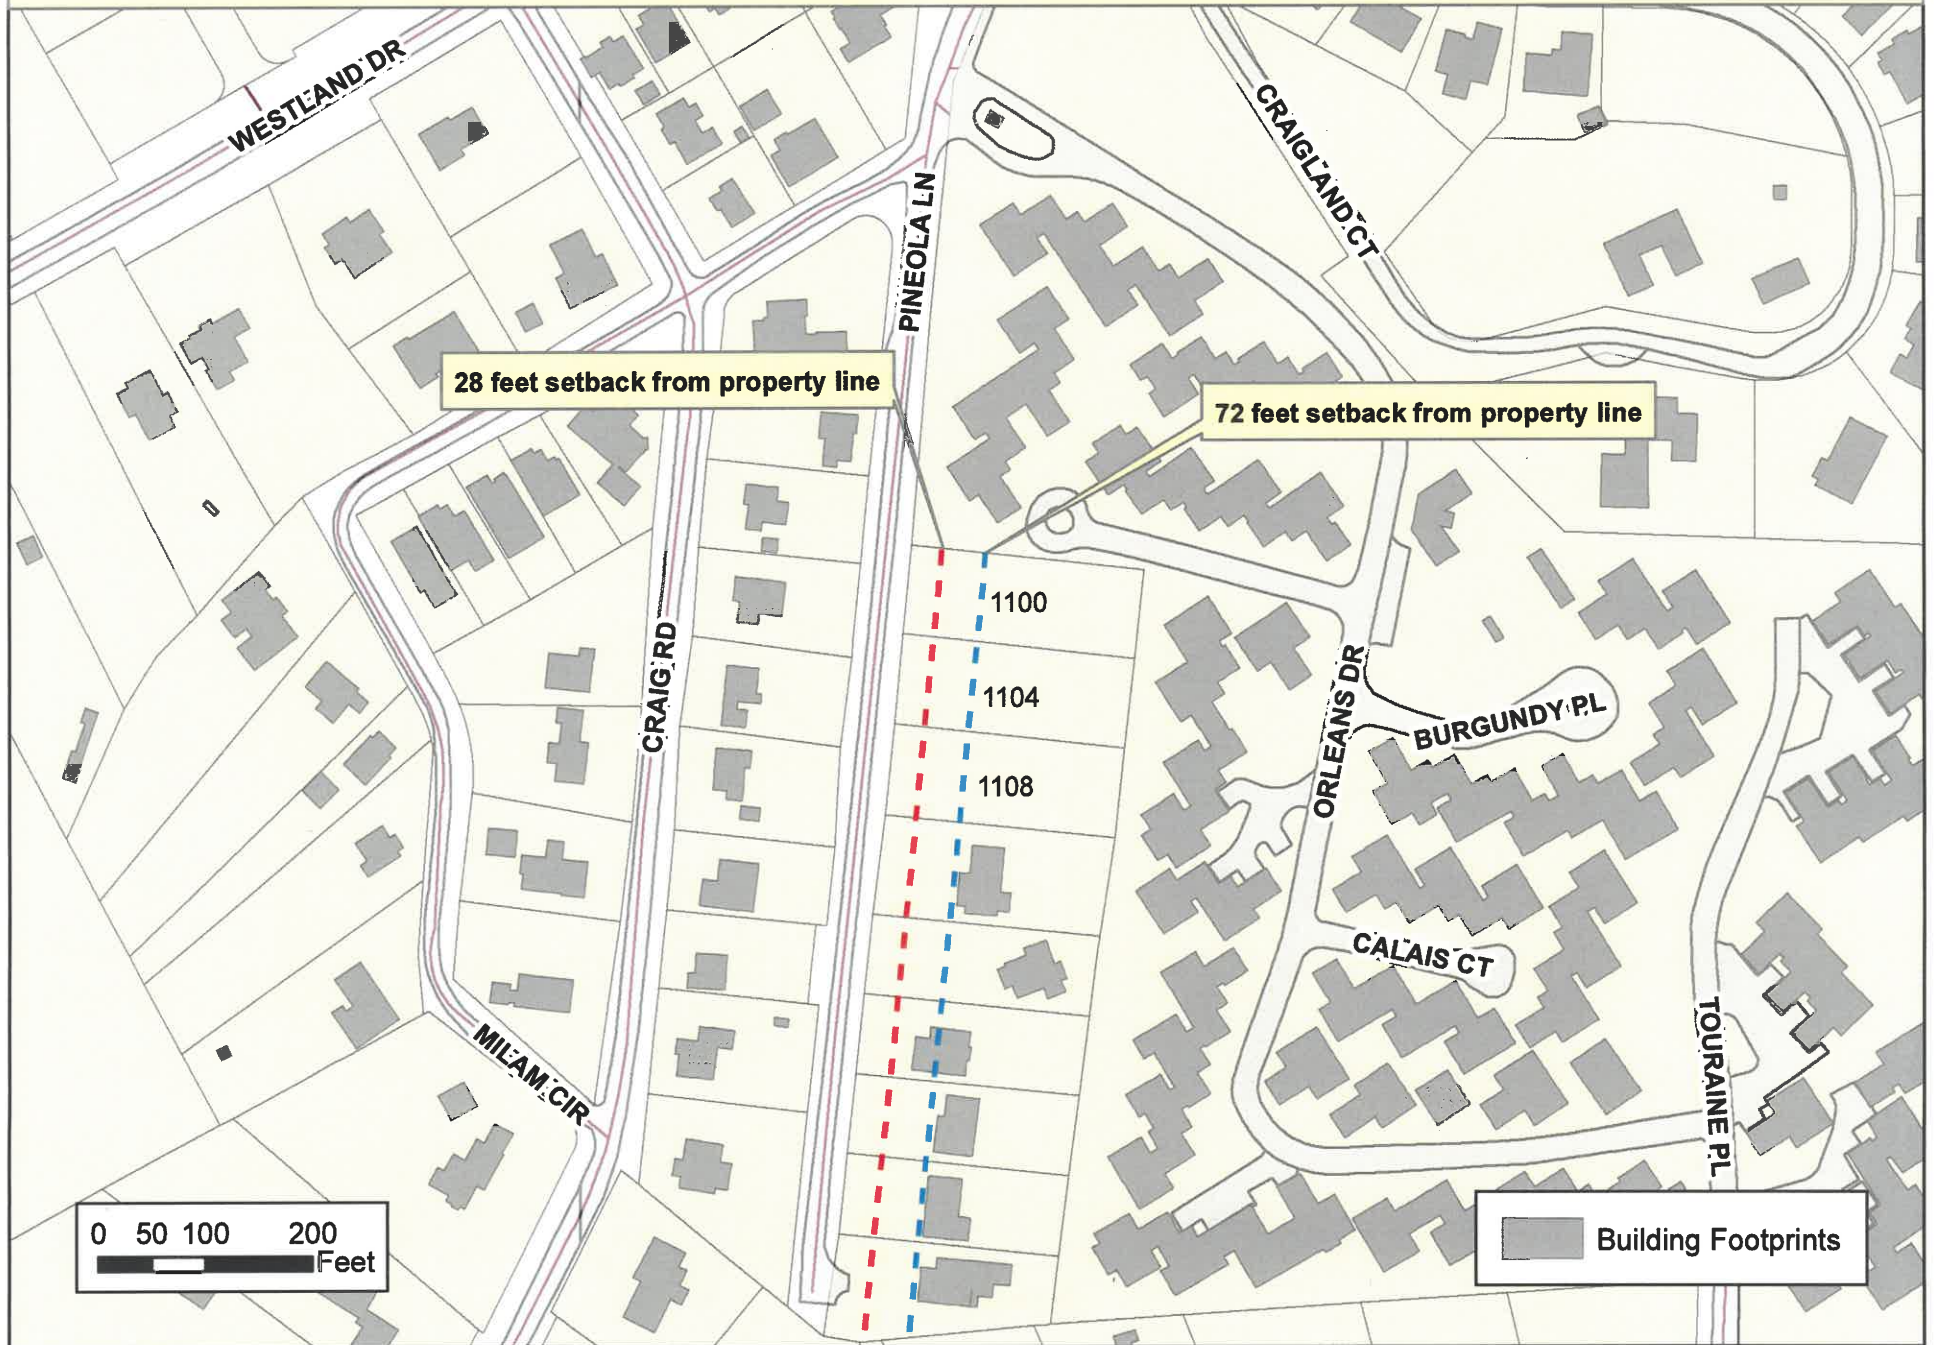 WESTLAND DR
PINEOLA LN
CRAIGLAND CT
28 feet setback from property line
72 feet setback from property line
1100
1104
1108
CRAIG RD
ORLEANS DR
BURGUNDY PL
CALAIS CT
TOURAINE PL
MILAM CIR
0 50 100 200
Feet
Building Footprints